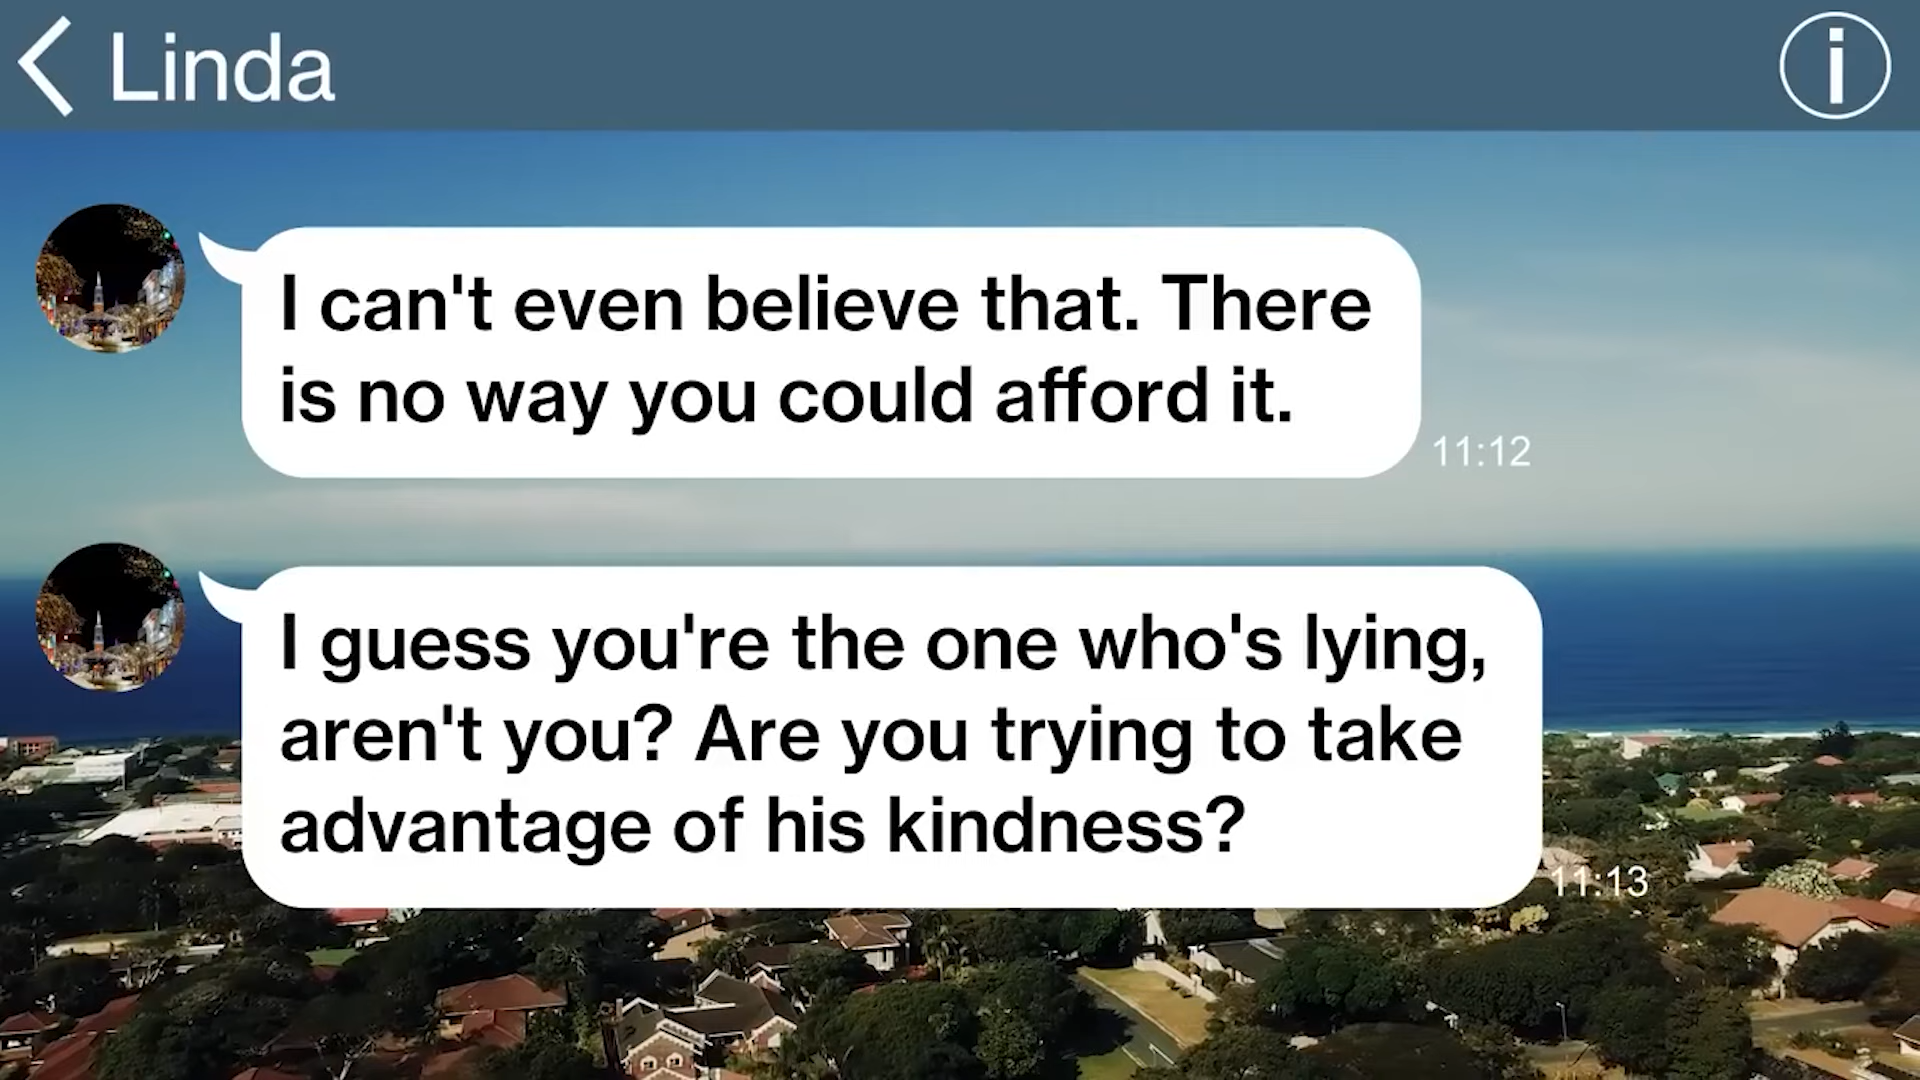 Linda
I can't even believe that. There
is no way you could afford it.
11:12
I guess you're the one who's lying,
aren't you? Are you trying to take
advantage of his kindness?
11:13